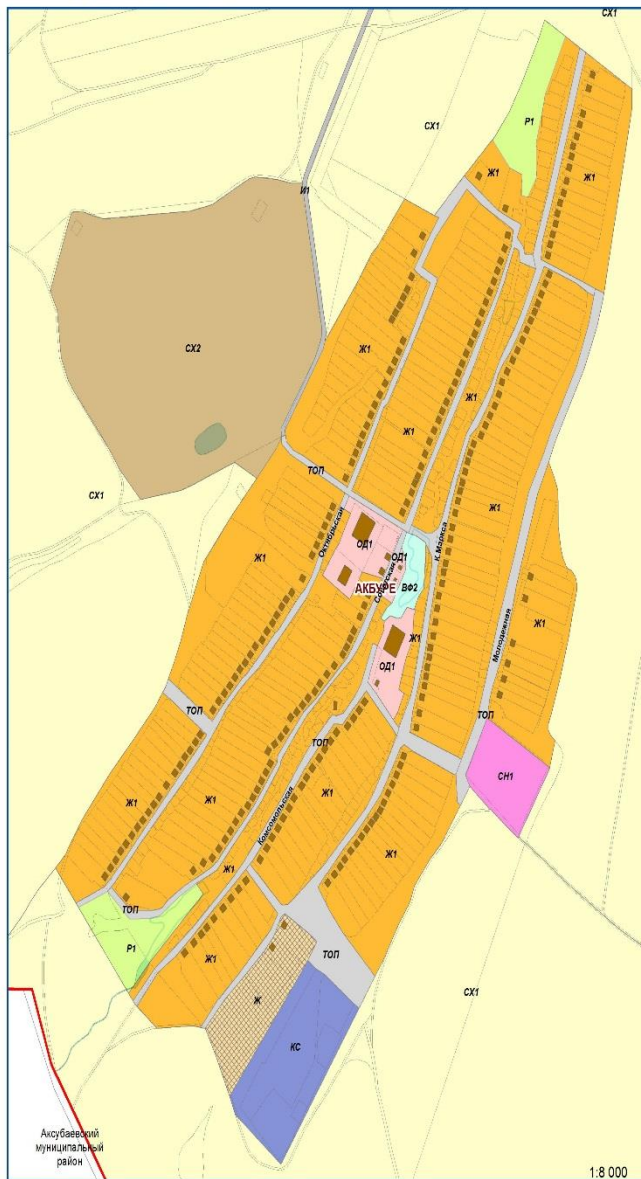 СХ1
СХ1
Р1
Ж1
Ж1
И1
СХ2
Ж1
Ж1
Ж1
ТОП
СХ1
Октябрьская
ОД1
ОД1
Советская
К.Маркса
Ж1
Ж1
АКБУРЕ
ВФ2
Ж1
Молодежная
Ж1
ОД1
ТОП
ТОП
ТОП
СН1
Комсомольская
Ж1
Ж1
Ж1
Ж1
Ж1
ТОП
Р1
Ж1
ТОП
Ж
КС
СХ1
Аксубаевский
муниципальный
район
1:8 000